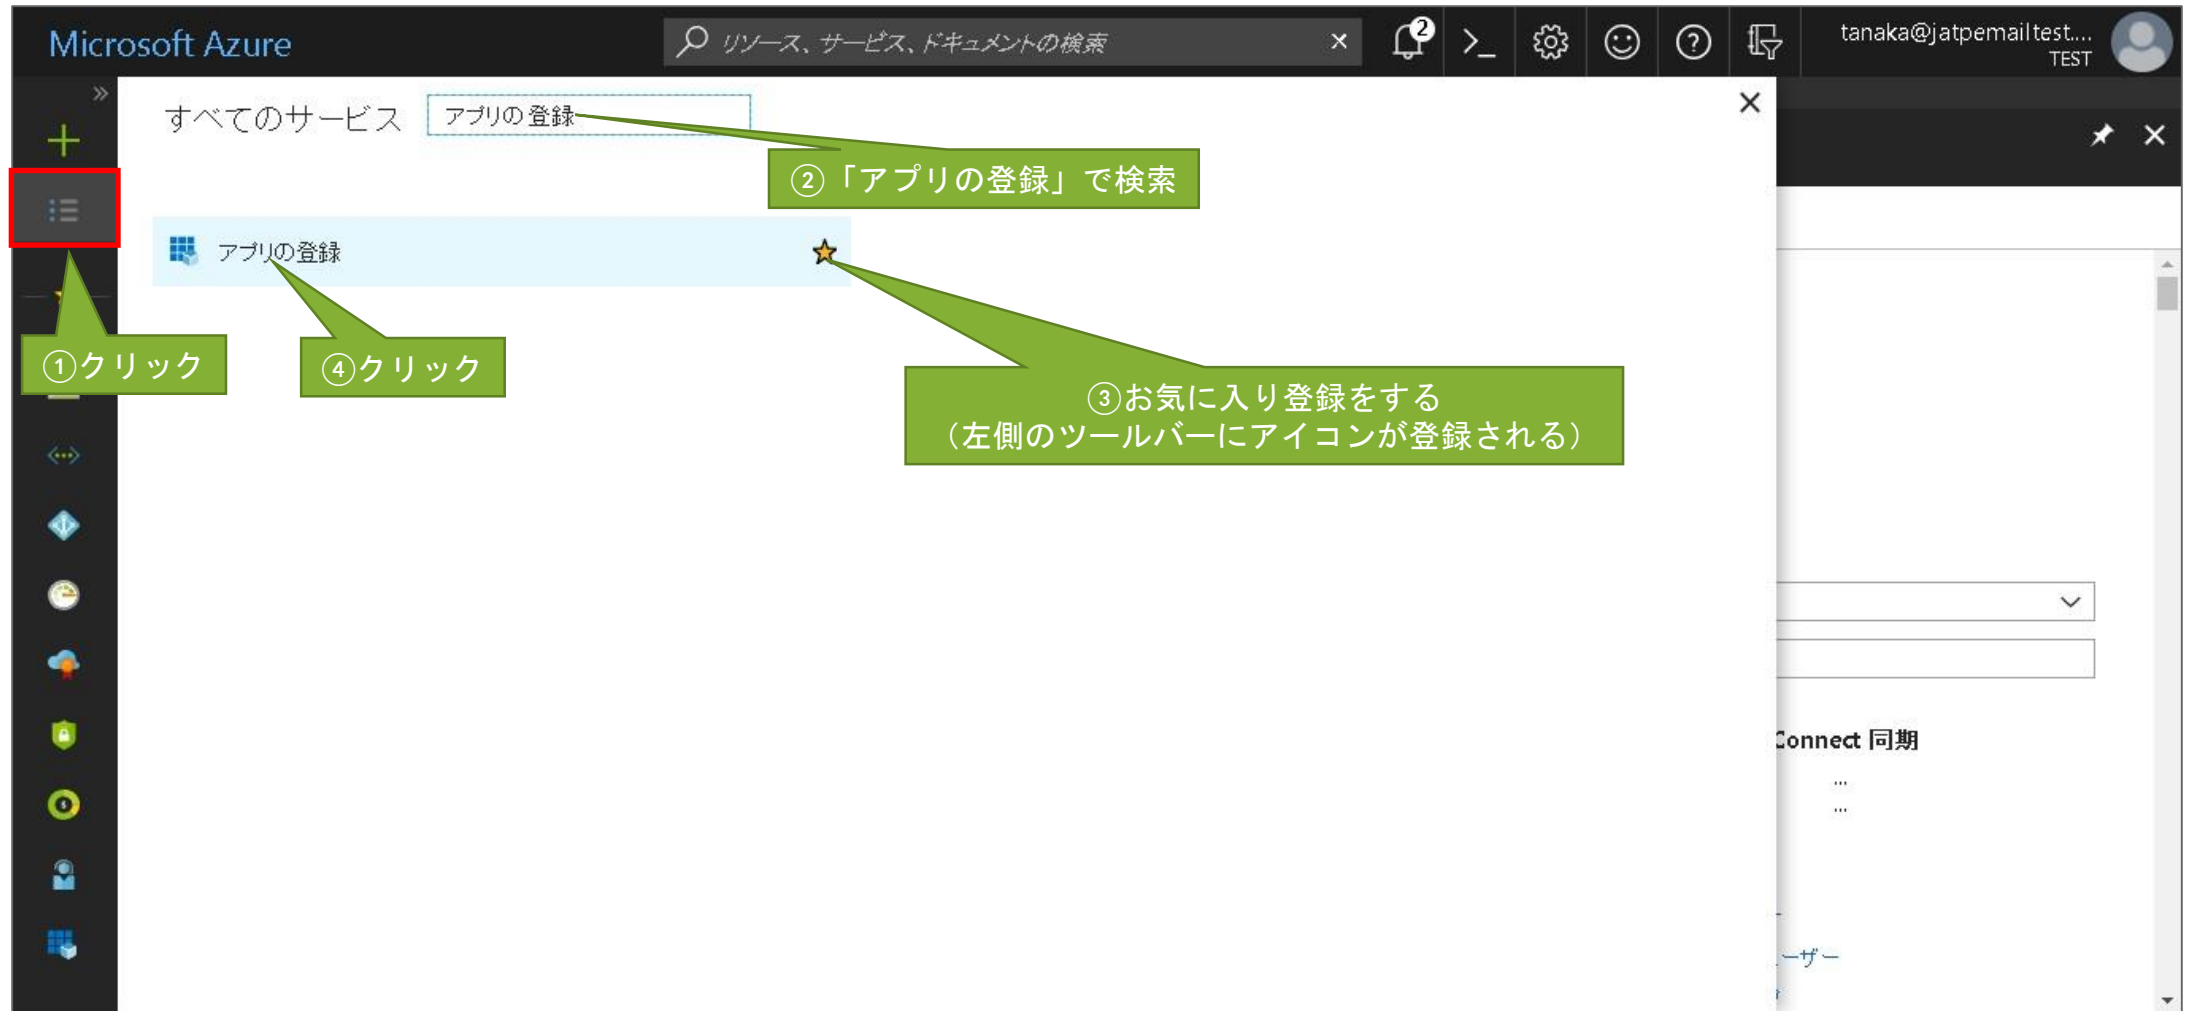 Microsoft Azure
リソース、サービス、ドキュメントの検索
2
tanaka@jatpemailtest....
TEST
すべてのサービス
アプリの登録
②「アプリの登録」で検索
アプリの登録
①クリック
④クリック
③お気に入り登録をする
（左側のツールバーにアイコンが登録される）
Connect 同期
...
...
ーザー